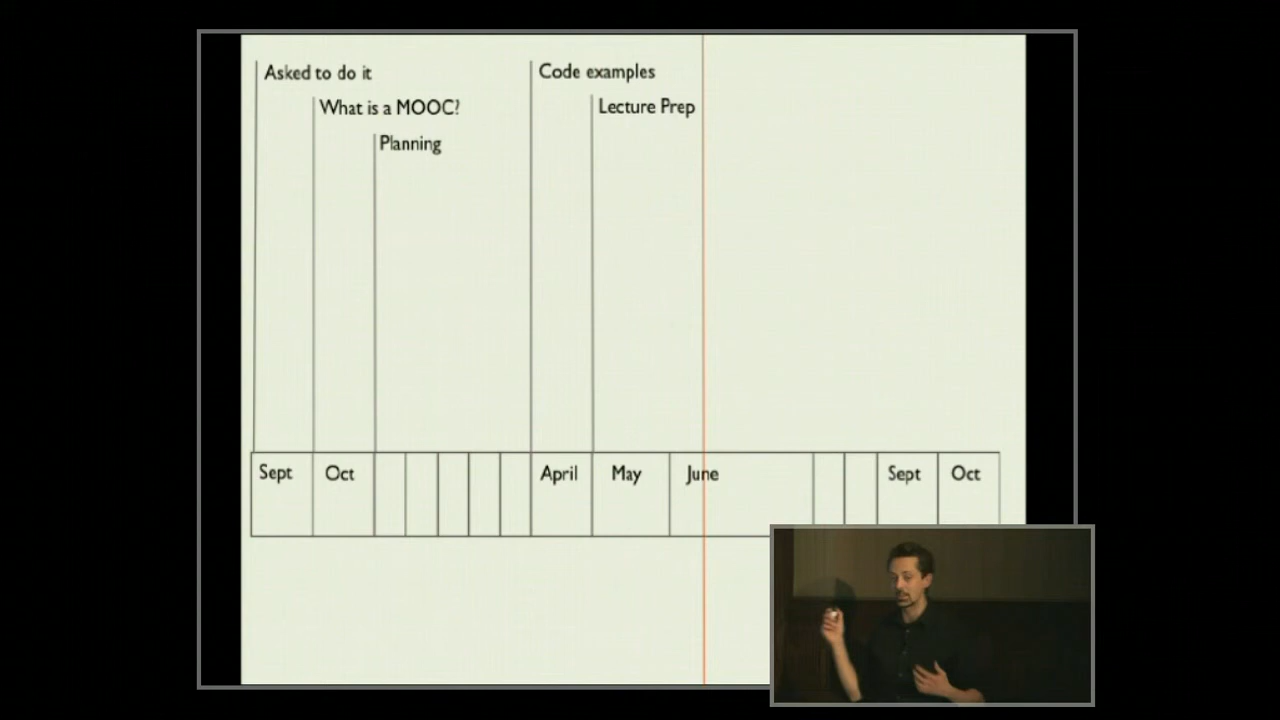 Asked to do it
What is a MOOC?
Planning
Code examples
Lecture Prep
Sept Oct April May June Sept Oct